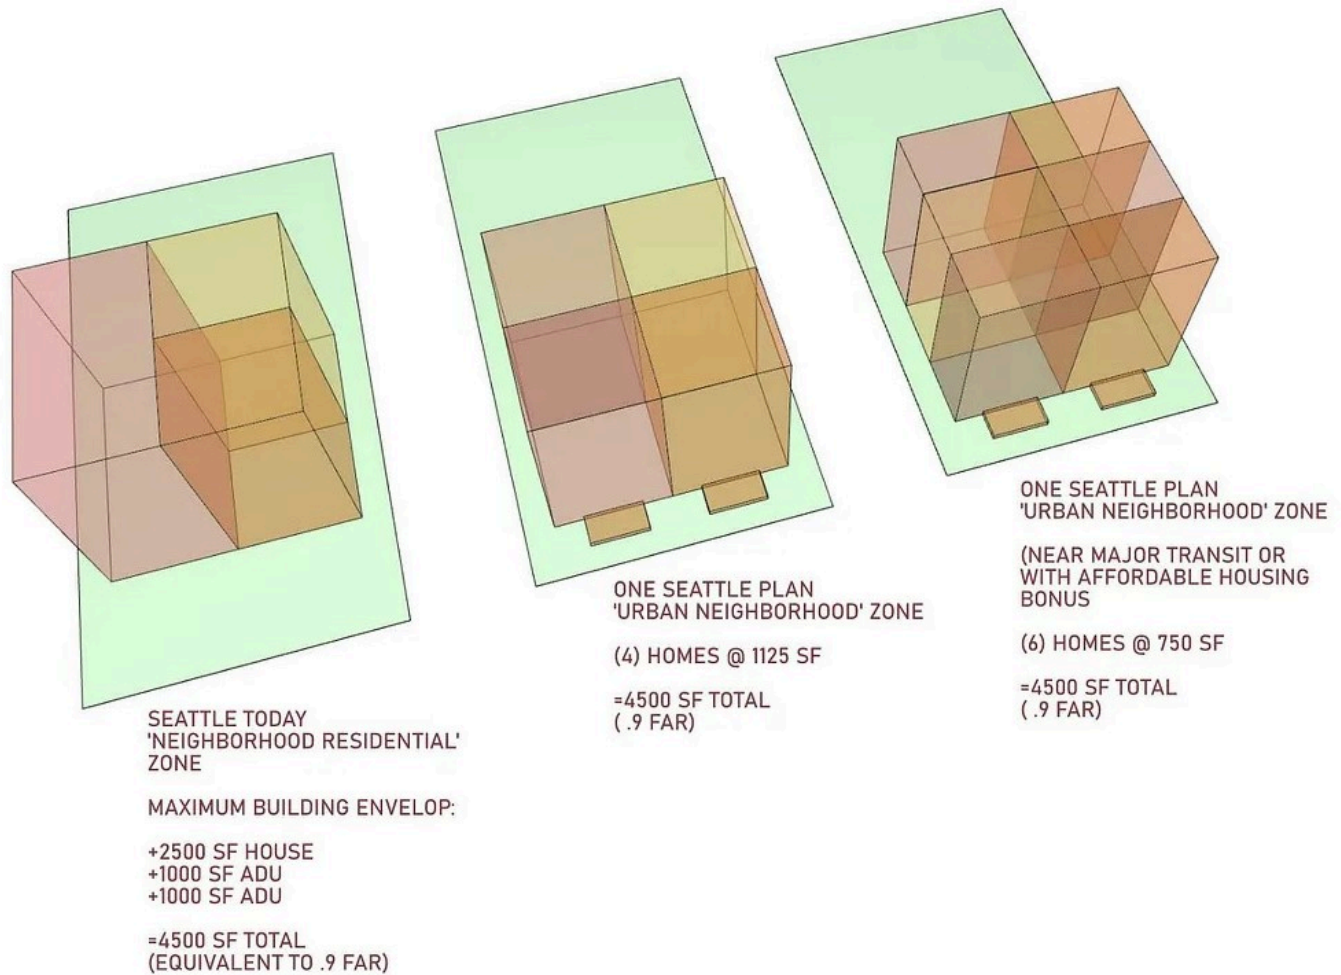 SEATTLE TODAY
'NEIGHBORHOOD RESIDENTIAL'
ZONE
MAXIMUM BUILDING ENVELOP:
+2500 SF HOUSE
+1000 SF ADU
+1000 SF ADU
=4500 SF TOTAL
(EQUIVALENT TO .9 FAR)
ONE SEATTLE PLAN
'URBAN NEIGHBORHOOD' ZONE
(4) HOMES @ 1125 SF
=4500 SF TOTAL
( .9 FAR)
ONE SEATTLE PLAN
'URBAN NEIGHBORHOOD' ZONE
(NEAR MAJOR TRANSIT OR
WITH AFFORDABLE HOUSING
BONUS
(6) HOMES @ 750 SF
=4500 SF TOTAL
( .9 FAR)